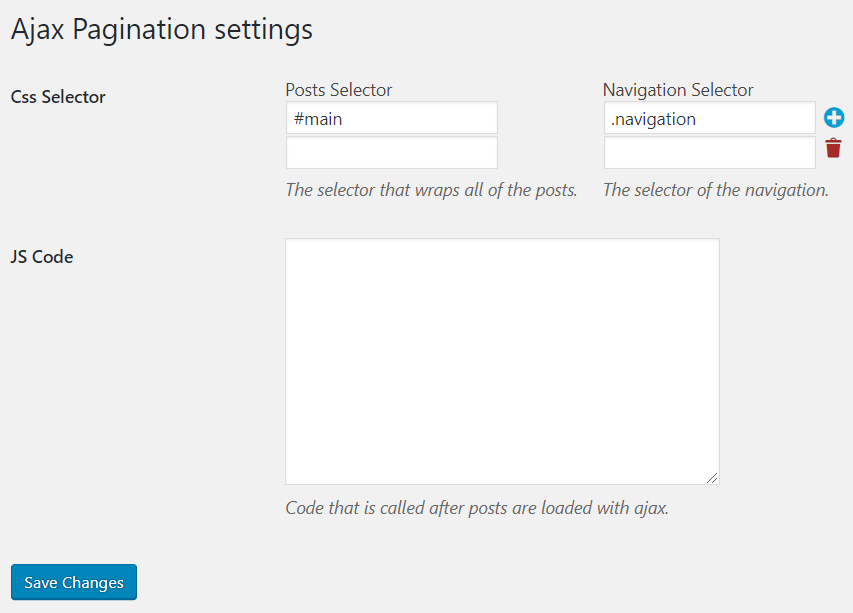 Ajax Pagination settings
Css Selector
Posts Selector
Navigation Selector
#main
.navigation
The selector that wraps all of the posts.
The selector of the navigation.
JS Code
Code that is called after posts are loaded with ajax.
Save Changes